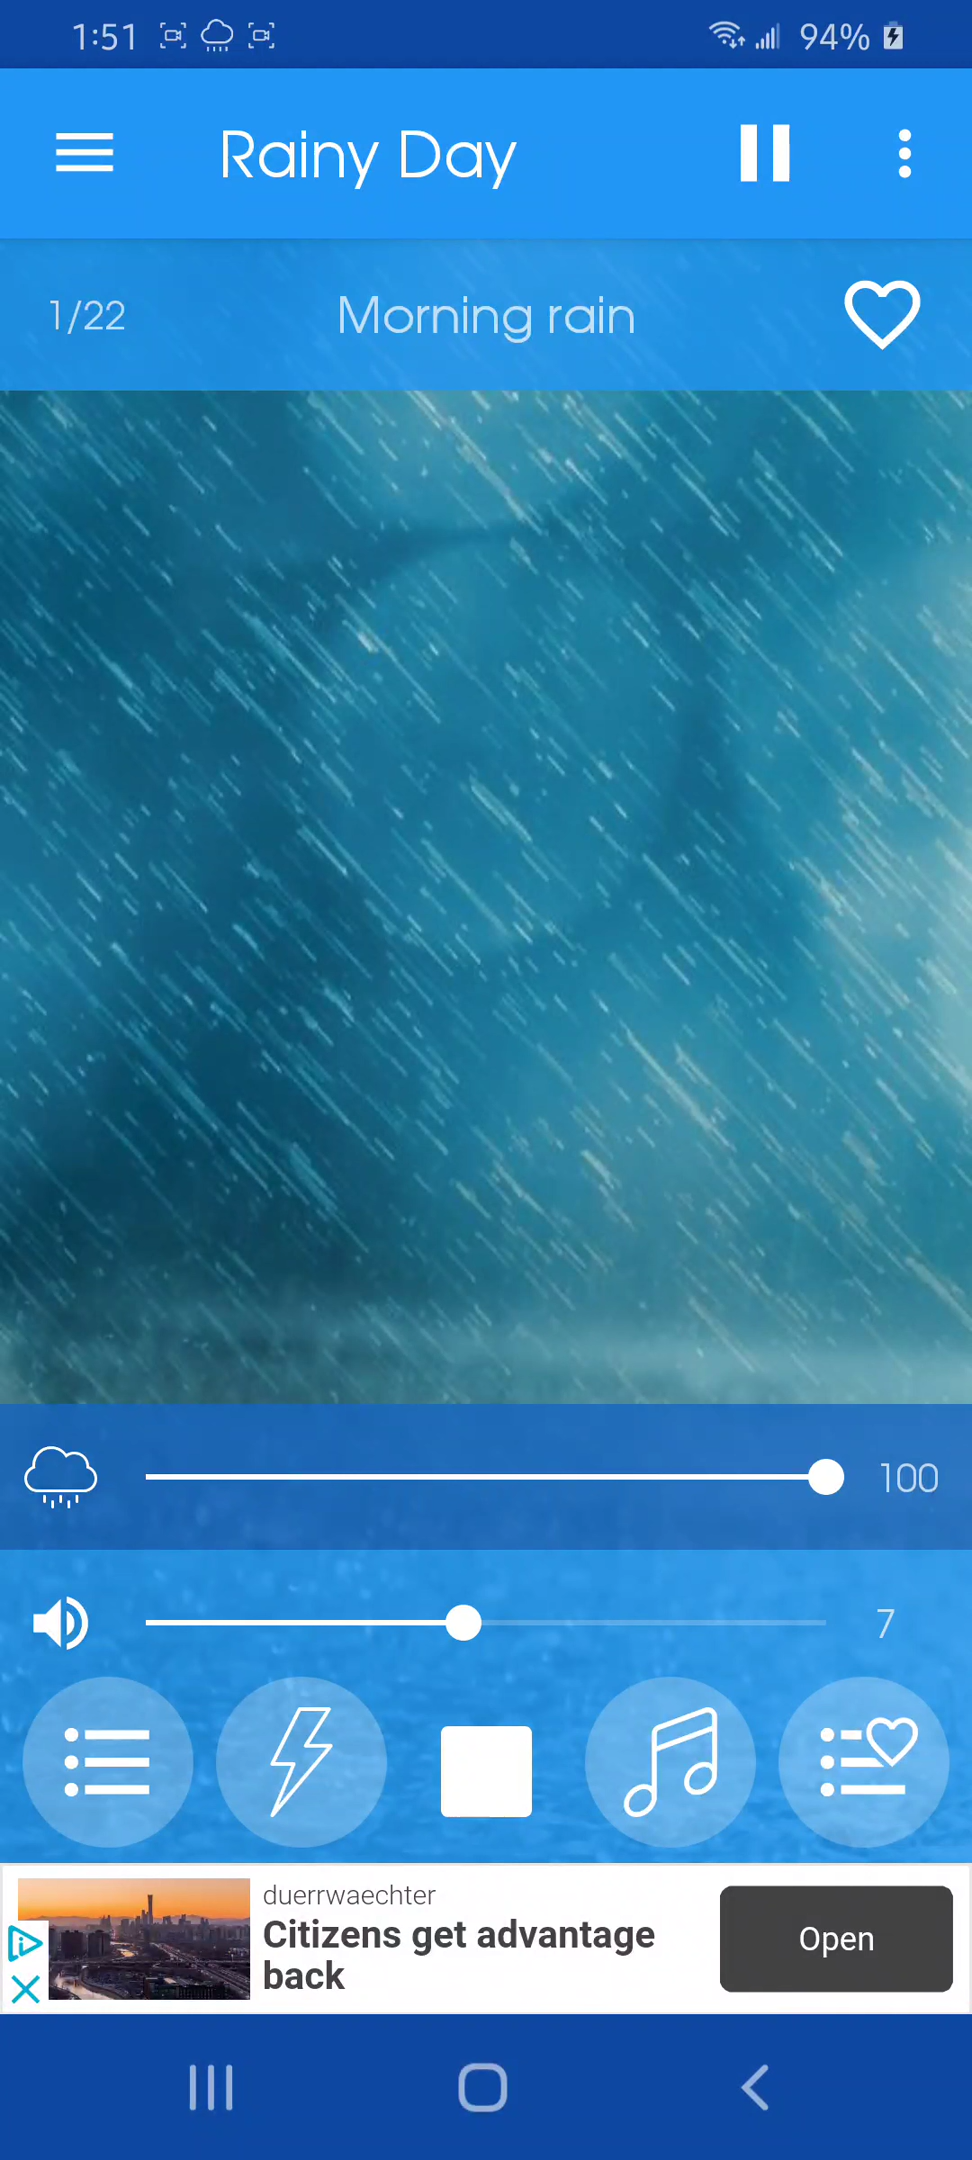 1:51
94%
Rainy Day
1/22
Morning rain
100
7
duerrwaechter
Citizens get advantage
back
Open